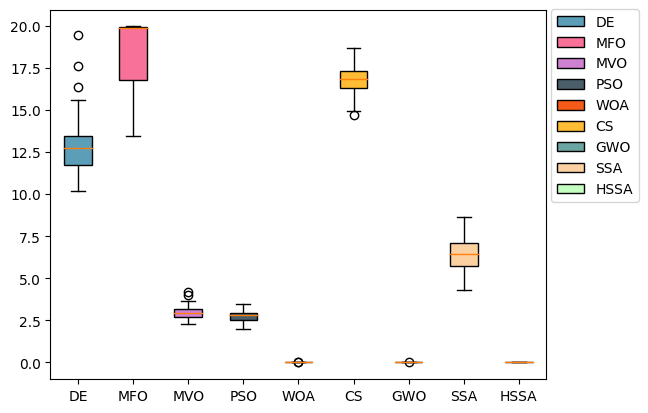 20.0
17.5
15.0
12.5
10.0
7.5
5.0
2.5
0.0
DE MFO MVO PSO WOA CS GWO SSA HSSA
DE
MFO
MVO
PSO
WOA
CS
GWO
SSA
HSSA